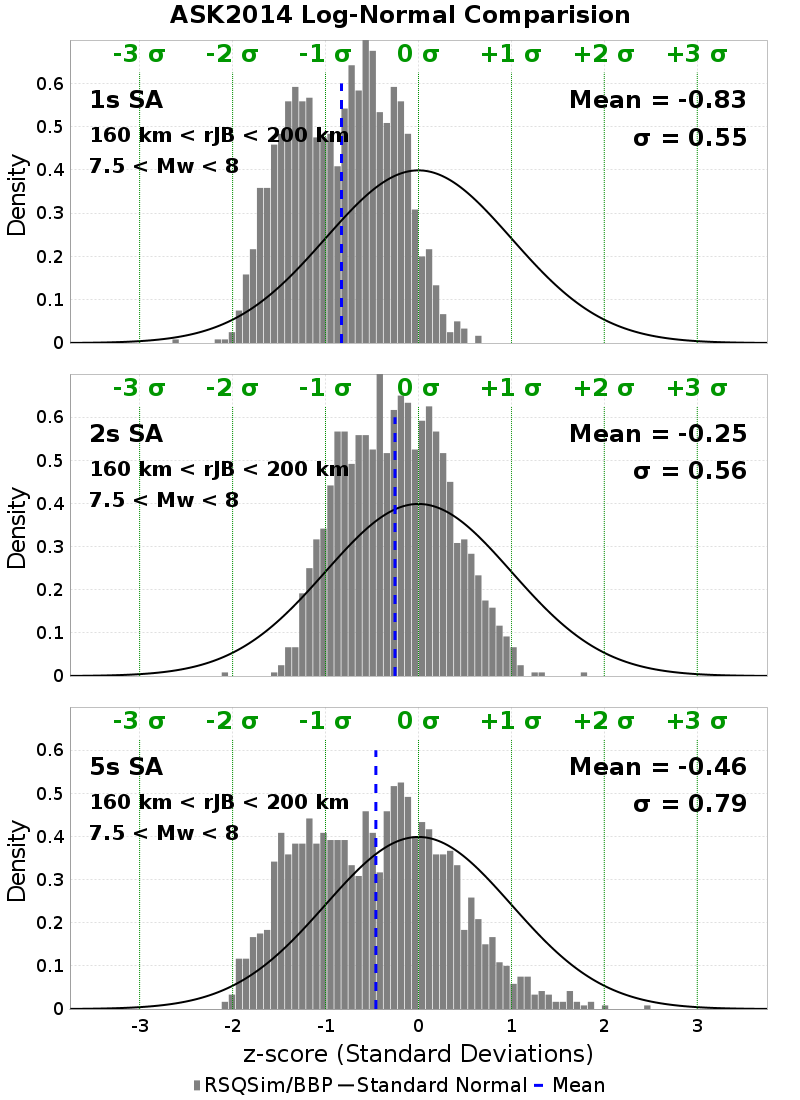 ASK2014 Log-Normal Comparision
-3 σ -2 σ -1 σ 0 σ +1 σ +2 σ +3 σ
1s SA
Mean = -0.83
160 km < rJB < 200 km
σ = 0.55
7.5 < Mw < 8
Density
0.6
0.5
0.4
0.3
0.2
0.1
0
-3 σ -2 σ -1 σ 0 σ +1 σ +2 σ +3 σ
2s SA
Mean = -0.25
160 km < rJB < 200 km
σ = 0.56
7.5 < Mw < 8
Density
0.6
0.5
0.4
0.3
0.2
0.1
0
-3 σ -2 σ -1 σ 0 σ +1 σ +2 σ +3 σ
5s SA
Mean = -0.46
160 km < rJB < 200 km
σ = 0.79
7.5 < Mw < 8
Density
0.6
0.5
0.4
0.3
0.2
0.1
0
-3 -2 -1 0 1 2 3
z-score (Standard Deviations)
RSQSim/BBP Standard Normal Mean